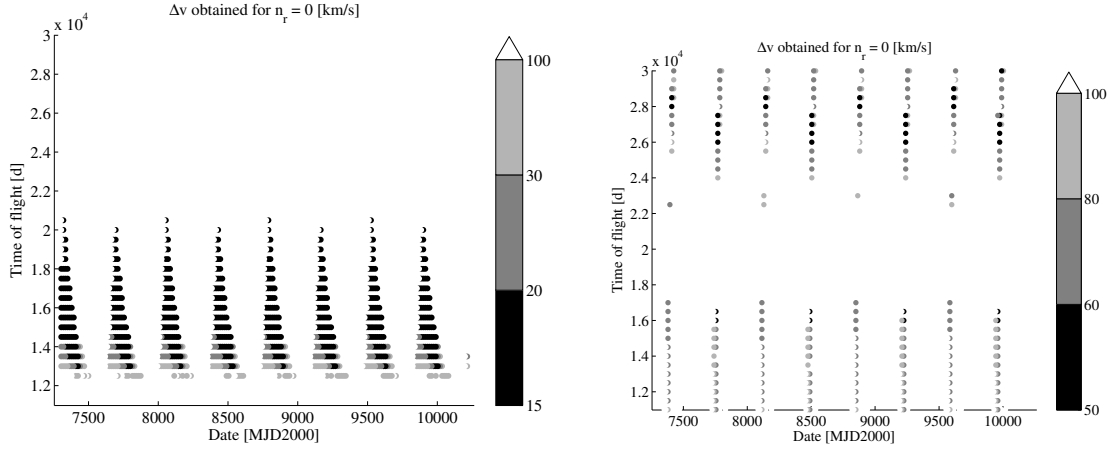 Δv obtained for n_r = 0 [km/s]
x 10^4
3
2.8
2.6
2.4
2.2
2
1.8
1.6
1.4
1.2
Time of flight [d]
7500 8000 8500 9000 9500 10000
Date [MJD2000]
100
30
20
15
Δv obtained for n_r = 0 [km/s]
x 10^4
3
2.8
2.6
2.4
2.2
2
1.8
1.6
1.4
1.2
Time of flight [d]
7500 8000 8500 9000 9500 10000
Date [MJD2000]
100
80
60
50